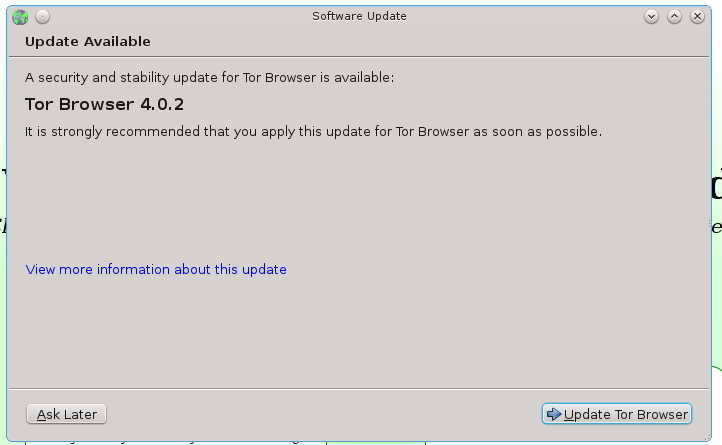 Software Update
Update Available
A security and stability update for Tor Browser is available:
Tor Browser 4.0.2
It is strongly recommended that you apply this update for Tor Browser as soon as possible.
View more information about this update
Ask Later
Update Tor Browser